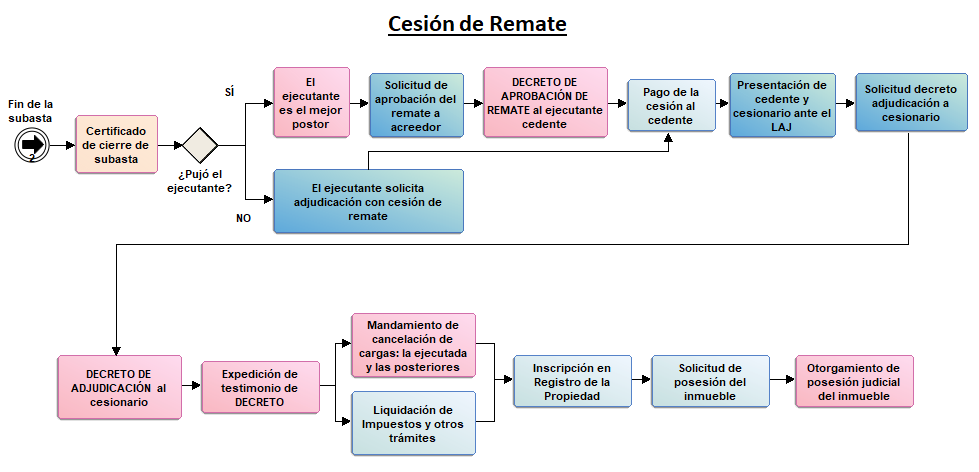 Cesión de Remate
Fin de la
subasta
2
Certificado
de cierre de
subasta
¿Pujó el
ejecutante?
SÍ
NO
El
ejecutante
es el mejor
postor
Solicitud de
aprobación del
remate a
acreedor
DECRETO DE
APROBACIÓN DE
REMATE al ejecutante
cedente
Pago de la
cesión al
cedente
Presentación de
cedente y
cesionario ante el
LAJ
Solicitud decreto
adjudicación a
cesionario
El ejecutante solicita
adjudicación con cesión de
remate
DECRETO DE
ADJUDICACIÓN al
cesionario
Expedición de
testimonio de
DECRETO
Mandamiento de
cancelación de
cargas: la ejecutada
y las posteriores
Liquidación de
Impuestos y otros
trámites
Inscripción en
Registro de la
Propiedad
Solicitud de
posesión del
inmueble
Otorgamiento de
posesión judicial
del inmueble